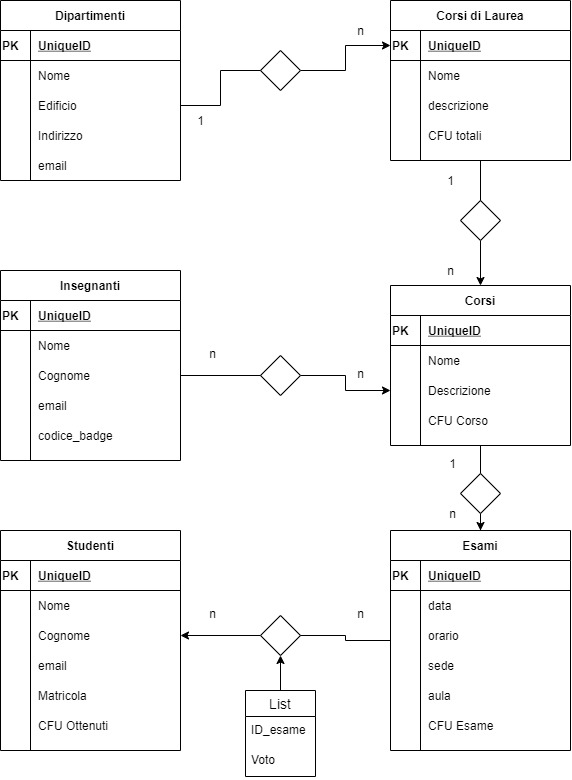 Dipartimenti
PK UniqueID
Nome
Edificio
Indirizzo
email
1
n
Corsi di Laurea
PK UniqueID
Nome
descrizione
CFU totali
1
n
Insegnanti
PK UniqueID
Nome
Cognome
email
codice_badge
n
n
Corsi
PK UniqueID
Nome
Descrizione
CFU Corso
1
n
Studenti
PK UniqueID
Nome
Cognome
email
Matricola
CFU Ottenuti
n
n
List
ID_esame
Voto
Esami
PK UniqueID
data
orario
sede
aula
CFU Esame